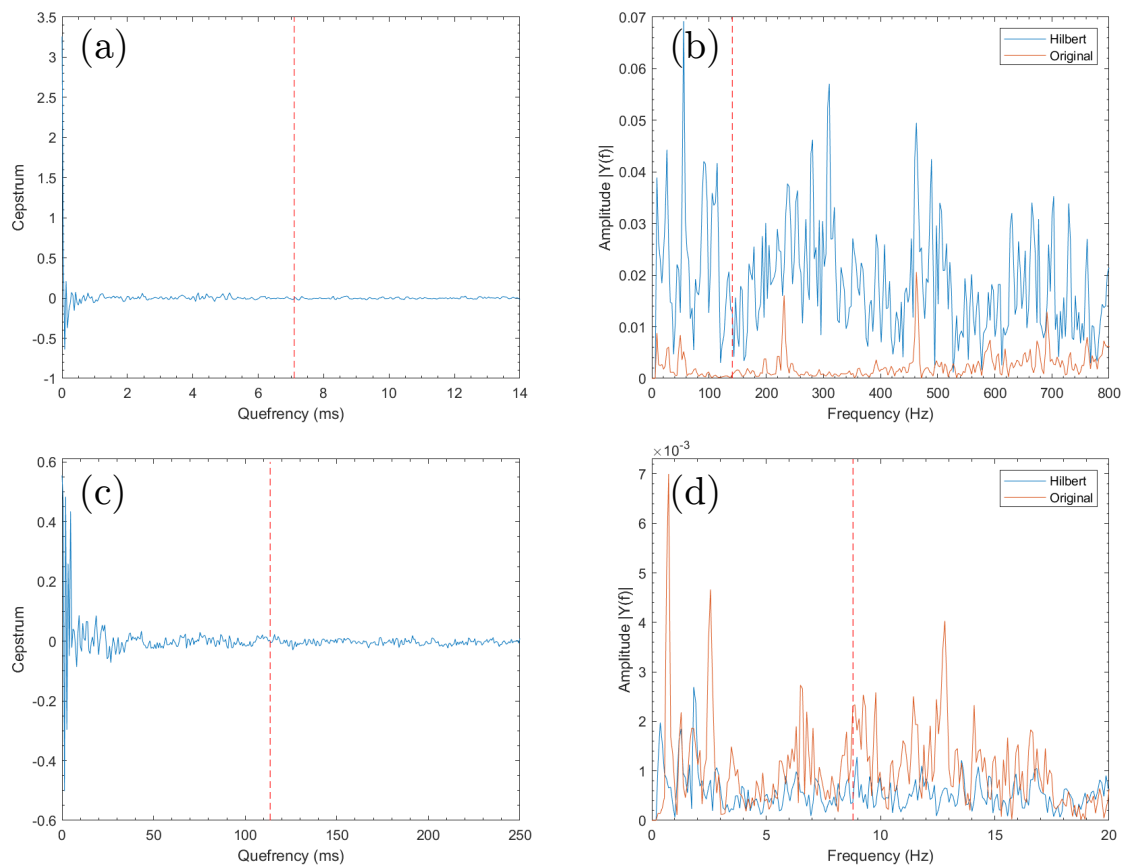 (a)
Cepstrum
3.5
3
2.5
2
1.5
1
0.5
0
-0.5
-1
0 2 4 6 8 10 12 14
Quefrency (ms)
(b)
Hilbert
Original
Amplitude |Y(f)|
0.07
0.06
0.05
0.04
0.03
0.02
0.01
0
0 100 200 300 400 500 600 700 800
Frequency (Hz)
(c)
Cepstrum
0.6
0.4
0.2
0
-0.2
-0.4
-0.6
0 50 100 150 200 250
Quefrency (ms)
(d)
×10⁻³
Hilbert
Original
Amplitude |Y(f)|
7
6
5
4
3
2
1
0
0 5 10 15 20
Frequency (Hz)